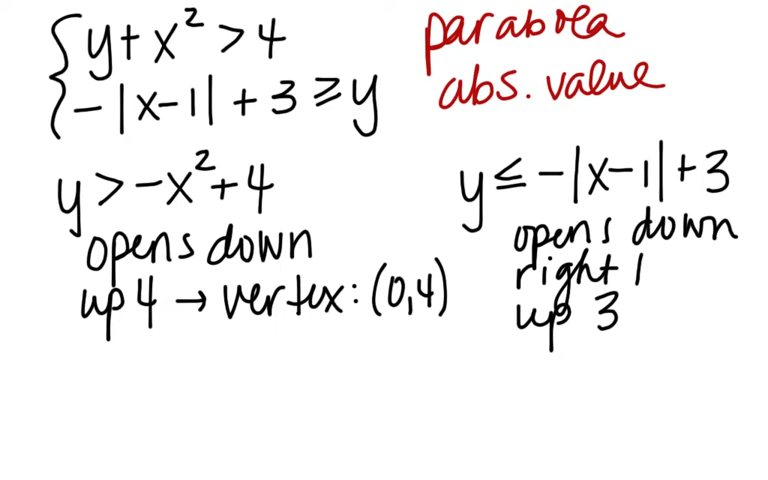 y + x² > 4
parabola
-|x-1| + 3 ≥ y
abs. value
y > -x² + 4
opens down
up 4 → vertex: (0,4)
y ≤ -|x-1| + 3
opens down
right 1
up 3